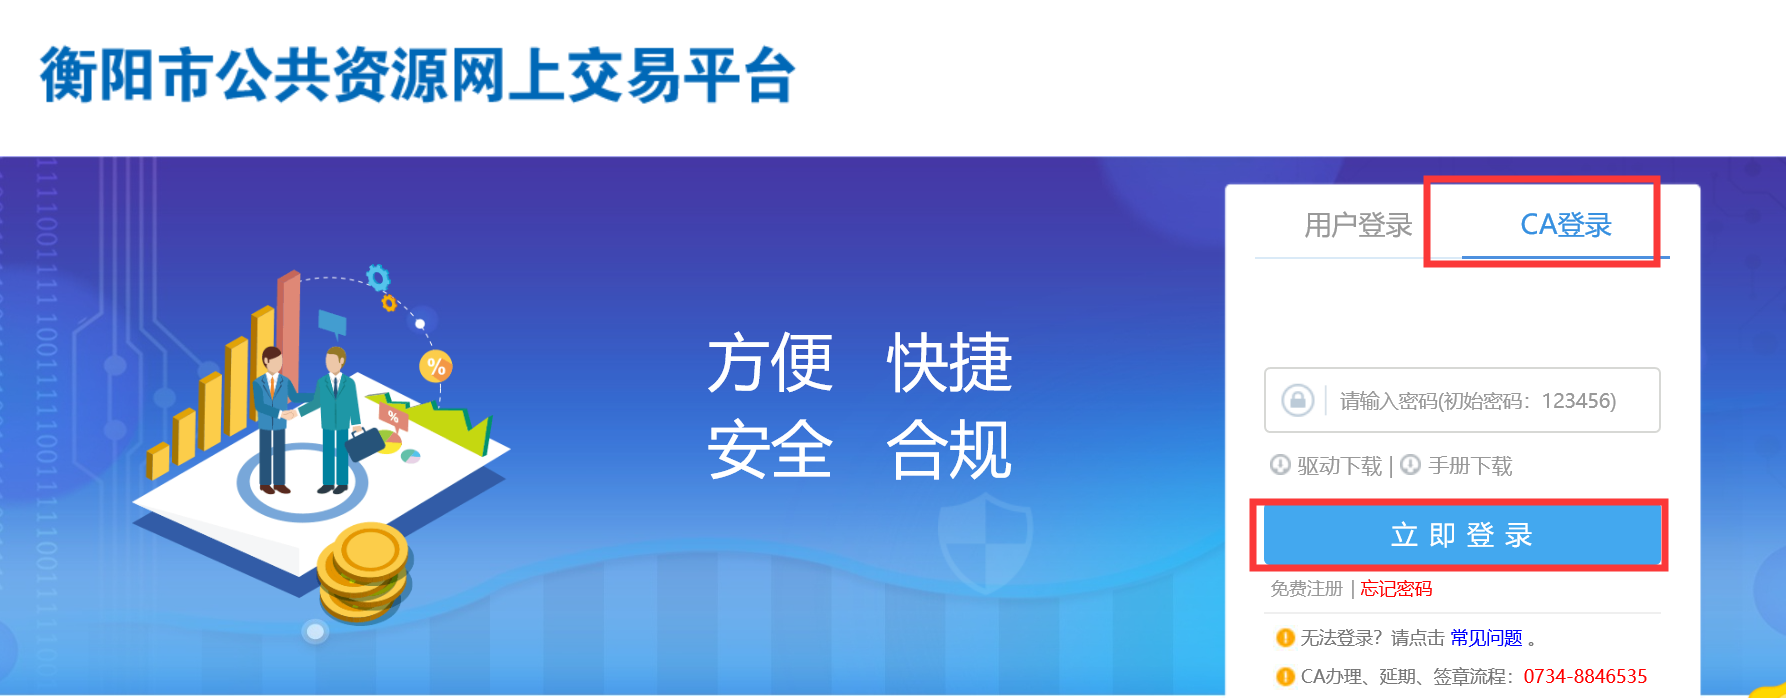 衡阳市公共资源网上交易平台
用户登录 CA登录
方便 快捷
安全 合规
%
%
请输入密码(初始密码：123456)
驱动下载 | 手册下载
立即登录
免费注册 | 忘记密码
无法登录？请点击 常见问题 。
CA办理、延期、签章流程：0734-8846535